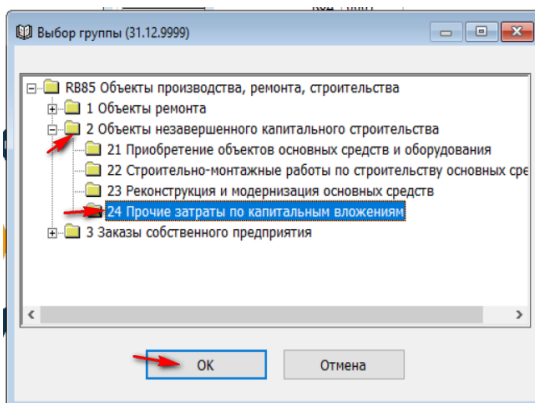 Выбор группы (31.12.9999)
RB85 Объекты производства, ремонта, строительства
1 Объекты ремонта
2 Объекты незавершенного капитального строительства
21 Приобретение объектов основных средств и оборудования
22 Строительно-монтажные работы по строительству основных сре
23 Реконструкция и модернизация основных средств
24 Прочие затраты по капитальным вложениям
3 Заказы собственного предприятия
ОК
Отмена